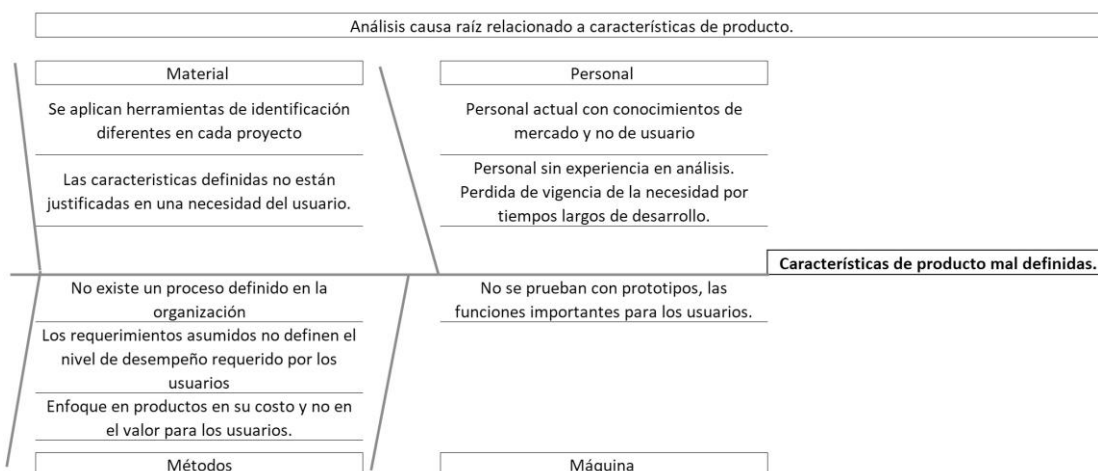 Análisis causa raíz relacionado a características de producto.
Material
Se aplican herramientas de identificación
diferentes en cada proyecto
Las caracteristicas definidas no están
justificadas en una necesidad del usuario.
Personal
Personal actual con conocimientos de
mercado y no de usuario
Personal sin experiencia en análisis.
Perdida de vigencia de la necesidad por
tiempos largos de desarrollo.
Características de producto mal definidas.
No existe un proceso definido en la
organización
Los requerimientos asumidos no definen el
nivel de desempeño requerido por los
usuarios
Enfoque en productos en su costo y no en
el valor para los usuarios.
Métodos
No se prueban con prototipos, las
funciones importantes para los usuarios.
Máquina